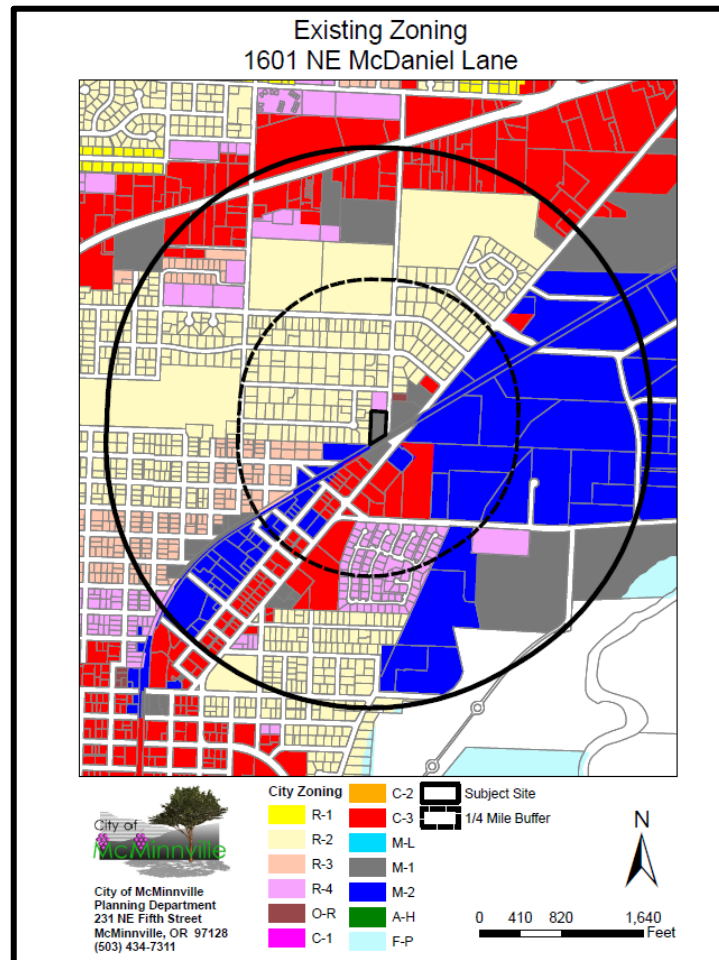 Existing Zoning
1601 NE McDaniel Lane
City of
McMinnville
City of McMinnville
Planning Department
231 NE Fifth Street
McMinnville, OR 97128
(503) 434-7311
City Zoning
R-1
R-2
R-3
R-4
O-R
C-1
C-2
C-3
M-L
M-1
M-2
A-H
F-P
Subject Site
1/4 Mile Buffer
N
0 410 820 1,640
Feet